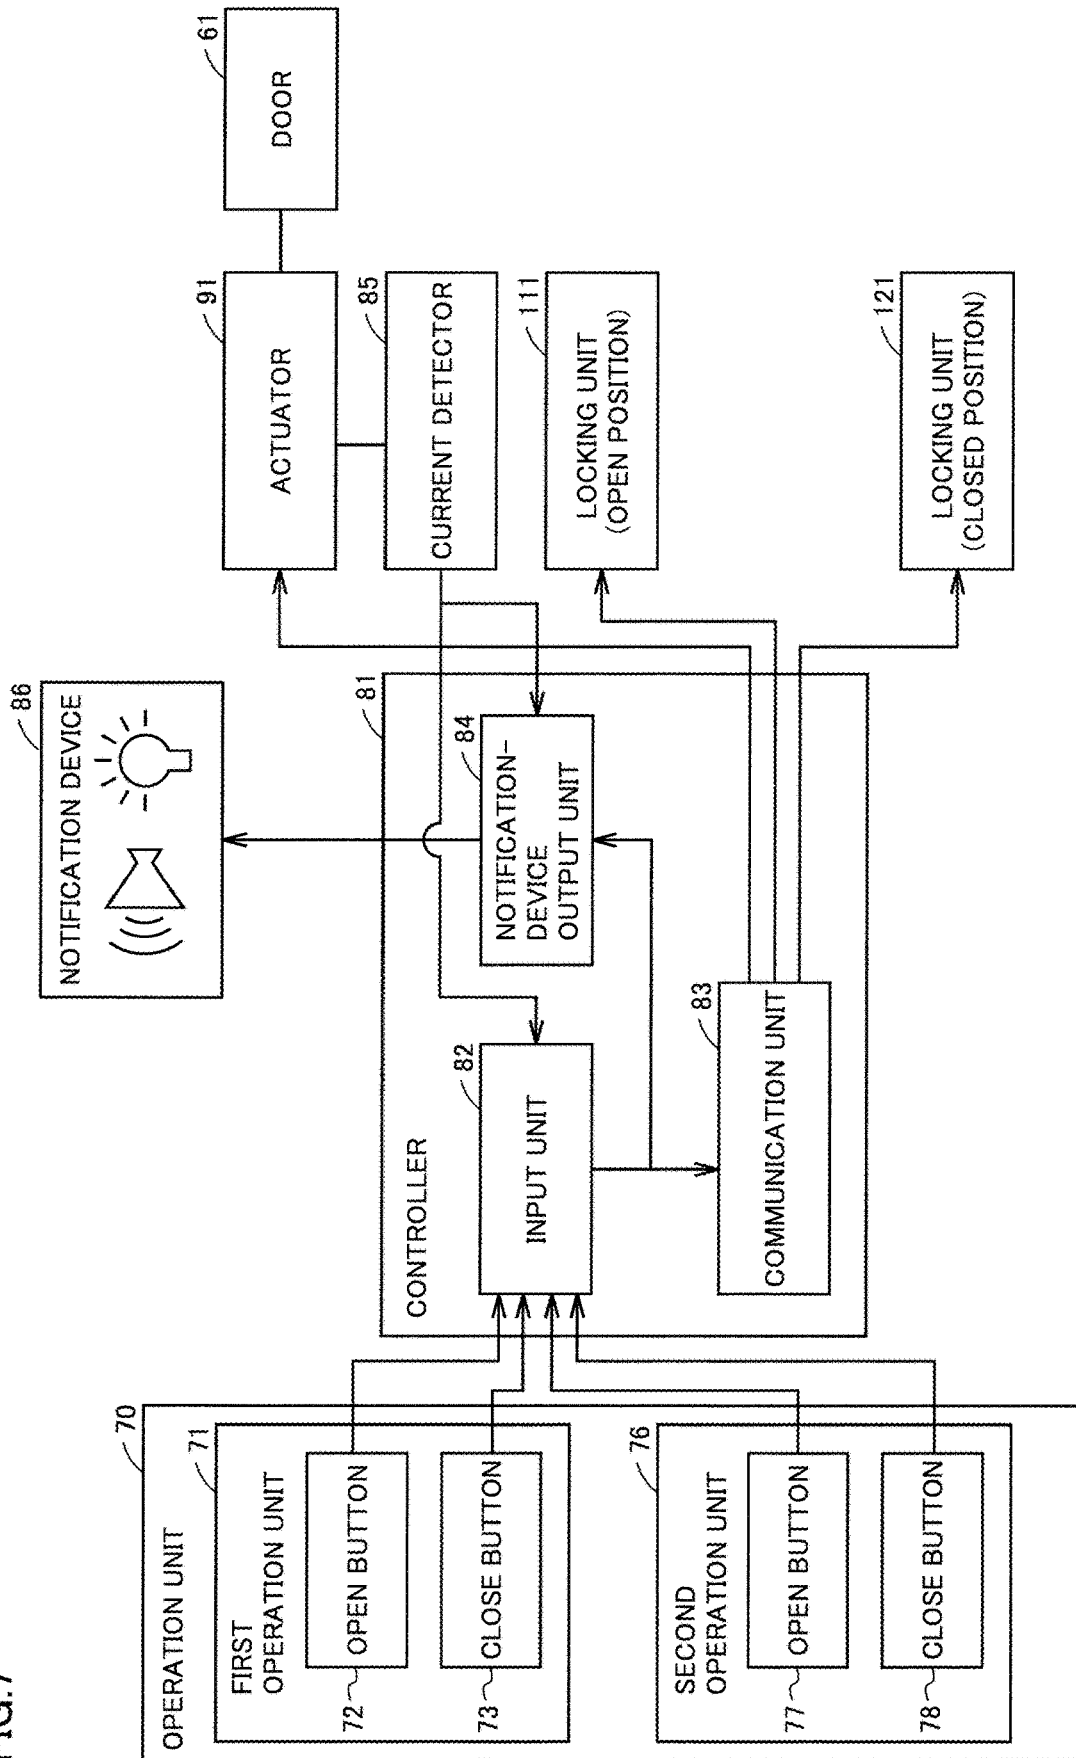 FIG.7
OPERATION UNIT
70
FIRST
OPERATION UNIT
71
OPEN BUTTON
72
CLOSE BUTTON
73
SECOND
OPERATION UNIT
76
OPEN BUTTON
77
CLOSE BUTTON
78
CONTROLLER
81
INPUT UNIT
82
COMMUNICATION UNIT
83
NOTIFICATION-
DEVICE
OUTPUT UNIT
84
NOTIFICATION DEVICE
86
ACTUATOR
91
CURRENT DETECTOR
85
LOCKING UNIT
(OPEN POSITION)
111
LOCKING UNIT
(CLOSED POSITION)
121
DOOR
61